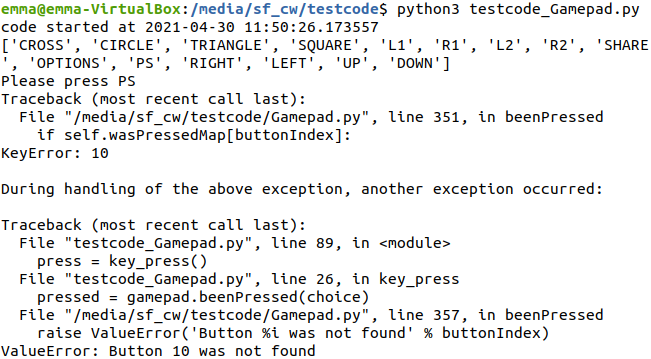 emma@emma-VirtualBox:/media/sf_cw/testcode$ python3 testcode_Gamepad.py
code started at 2021-04-30 11:50:26.173557
['CROSS', 'CIRCLE', 'TRIANGLE', 'SQUARE', 'L1', 'R1', 'L2', 'R2', 'SHARE
', 'OPTIONS', 'PS', 'RIGHT', 'LEFT', 'UP', 'DOWN']
Please press PS
Traceback (most recent call last):
  File "/media/sf_cw/testcode/Gamepad.py", line 351, in beenPressed
    if self.wasPressedMap[buttonIndex]:
KeyError: 10

During handling of the above exception, another exception occurred:

Traceback (most recent call last):
  File "testcode_Gamepad.py", line 89, in <module>
    press = key_press()
  File "testcode_Gamepad.py", line 26, in key_press
    pressed = gamepad.beenPressed(choice)
  File "/media/sf_cw/testcode/Gamepad.py", line 357, in beenPressed
    raise ValueError('Button %i was not found' % buttonIndex)
ValueError: Button 10 was not found